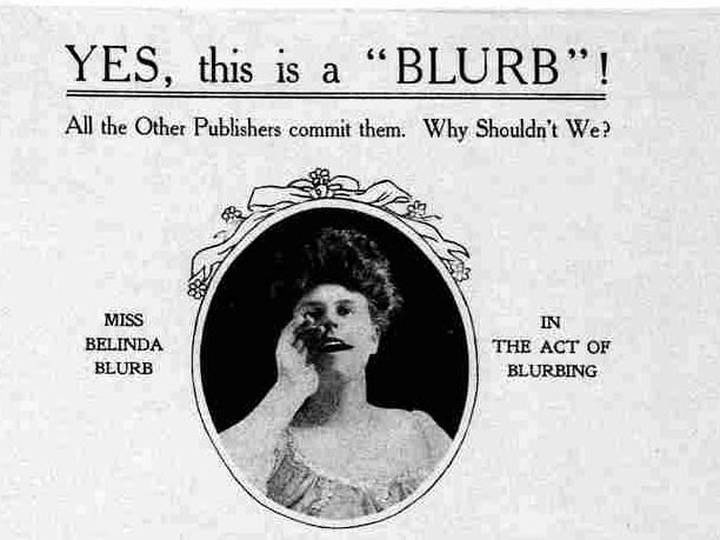 YES, this is a “BLURB”!
All the Other Publishers commit them. Why Shouldn't We?
MISS
BELINDA
BLURB
IN
THE ACT OF
BLURBING